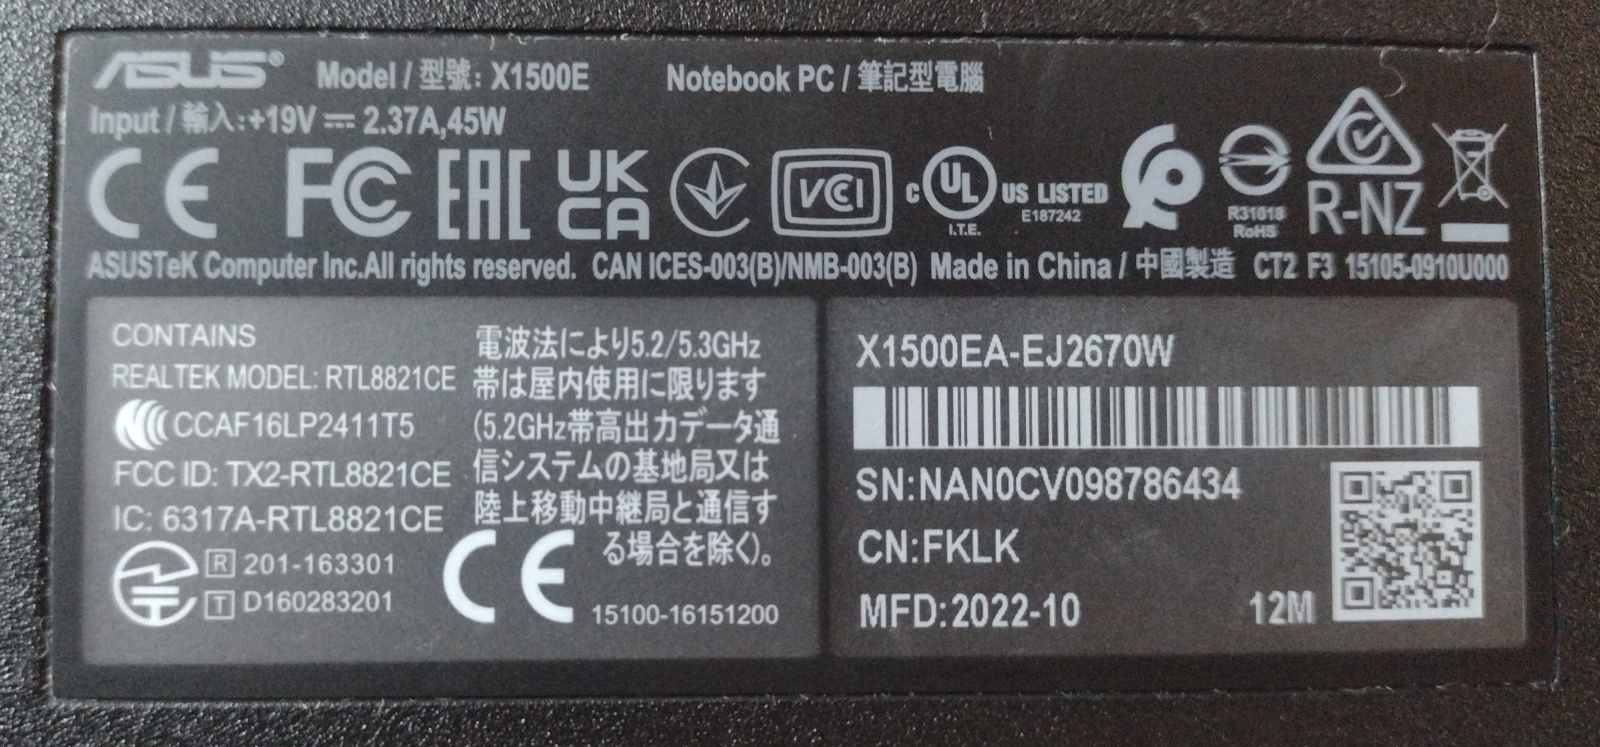 ASUS® Model / 型號: X1500E Notebook PC / 筆記型電腦
Input / 輸入:+19V ⎓ 2.37A,45W
CE FC EAC UK CA VCCI c UL US LISTED E187242 I.T.E. R31018 RoHS R-NZ
ASUSTeK Computer Inc.All rights reserved. CAN ICES-003(B)/NMB-003(B) Made in China / 中國製造 CT2 F3 15105-0910U000
CONTAINS
REALTEK MODEL: RTL8821CE
CCAF16LP2411T5
FCC ID: TX2-RTL8821CE
IC: 6317A-RTL8821CE
R 201-163301
T D160283201
電波法により5.2/5.3GHz
帯は屋内使用に限ります
(5.2GHz帯高出力データ通
信システムの基地局又は
陸上移動中継局と通信す
る場合を除く)。
CE 15100-16151200
X1500EA-EJ2670W
SN:NAN0CV098786434
CN:FKLK
MFD:2022-10 12M